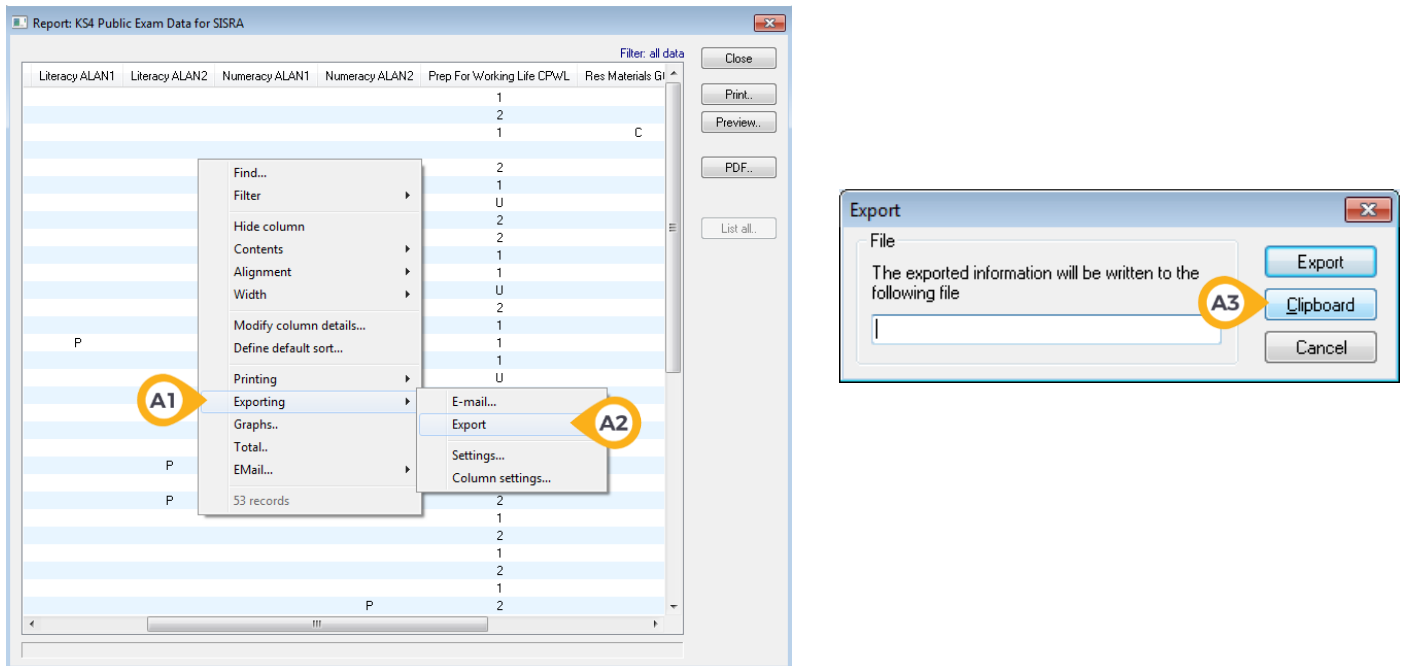 Report: KS4 Public Exam Data for SISRA
Filter: all data
Close
Literacy ALAN1 Literacy ALAN2 Numeracy ALAN1 Numeracy ALAN2 Prep For Working Life CPWL Res Materials G
Print..
Preview..
PDF..
List all..
1
2
1 C
2
1
U
2
2
1
1
U
2
1
P 1
1
U
P
P 2
1
2
1
2
1
P 2
Find...
Filter
Hide column
Contents
Alignment
Width
Modify column details...
Define default sort...
Printing
A1 Exporting
Graphs..
Total..
EMail...
53 records
E-mail...
Export A2
Settings...
Column settings...
Export
File
The exported information will be written to the
following file
Export
A3 Clipboard
Cancel